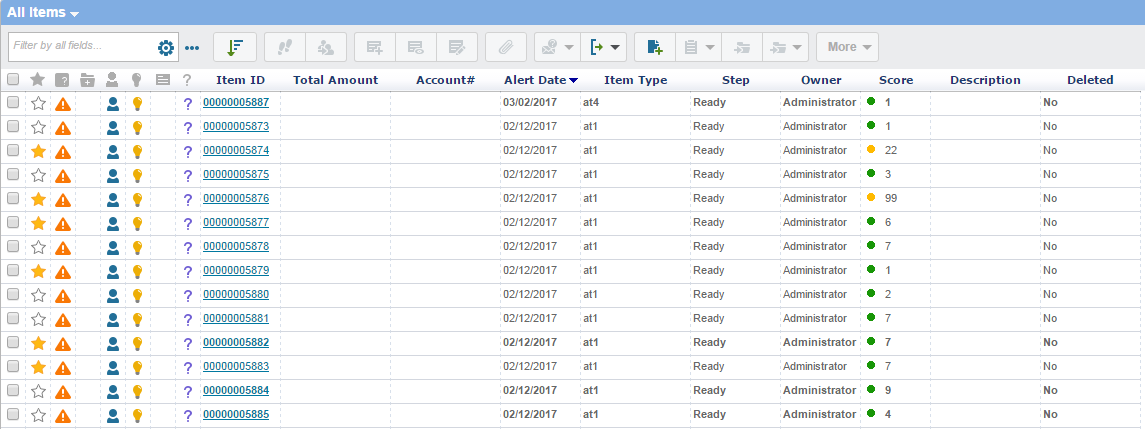 All Items
Filter by all fields... More
? ? Item ID Total Amount Account# Alert Date Item Type Step Owner Score Description Deleted
? 00000005887 03/02/2017 at4 Ready Administrator 1 No
? 00000005873 02/12/2017 at1 Ready Administrator 1 No
? 00000005874 02/12/2017 at1 Ready Administrator 22 No
? 00000005875 02/12/2017 at1 Ready Administrator 3 No
? 00000005876 02/12/2017 at1 Ready Administrator 99 No
? 00000005877 02/12/2017 at1 Ready Administrator 6 No
? 00000005878 02/12/2017 at1 Ready Administrator 7 No
? 00000005879 02/12/2017 at1 Ready Administrator 1 No
? 00000005880 02/12/2017 at1 Ready Administrator 2 No
? 00000005881 02/12/2017 at1 Ready Administrator 7 No
? 00000005882 02/12/2017 at1 Ready Administrator 7 No
? 00000005883 02/12/2017 at1 Ready Administrator 7 No
? 00000005884 02/12/2017 at1 Ready Administrator 9 No
? 00000005885 02/12/2017 at1 Ready Administrator 4 No